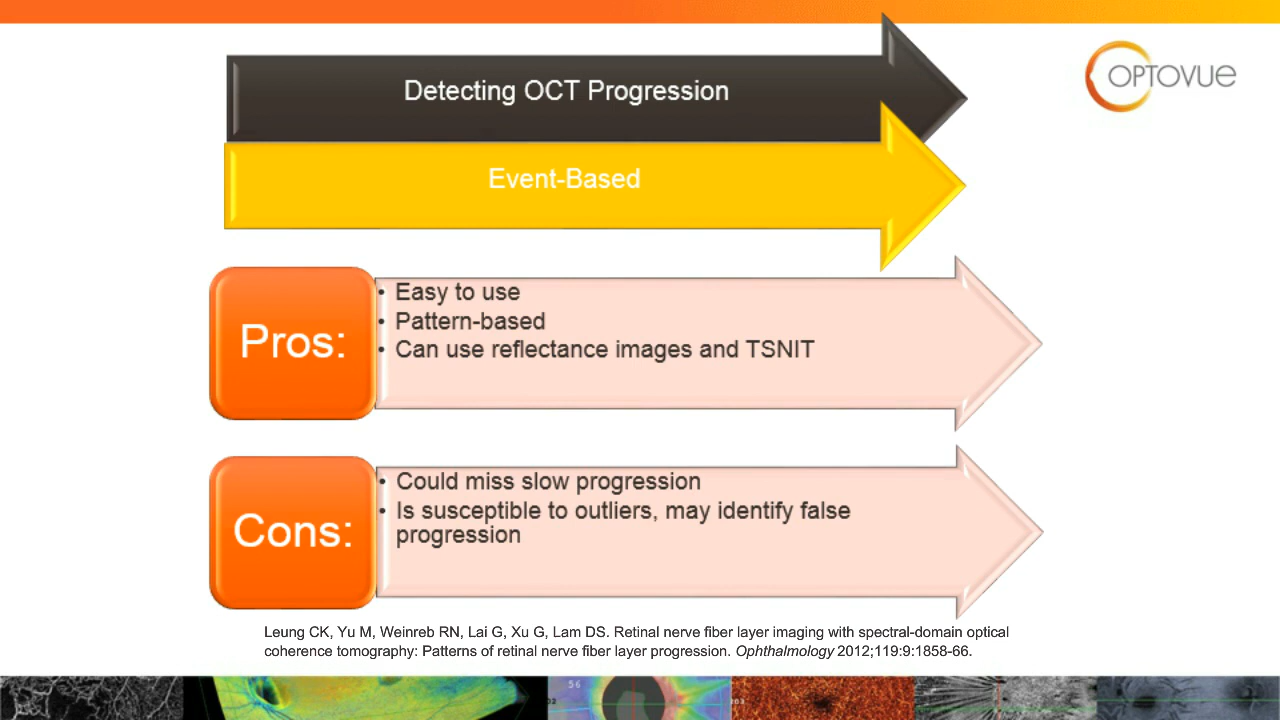 Detecting OCT Progression
OPTOVUE
Event-Based
Pros:
• Easy to use
• Pattern-based
• Can use reflectance images and TSNIT
Cons:
• Could miss slow progression
• Is susceptible to outliers, may identify false
progression
Leung CK, Yu M, Weinreb RN, Lai G, Xu G, Lam DS. Retinal nerve fiber layer imaging with spectral-domain optical
coherence tomography: Patterns of retinal nerve fiber layer progression. Ophthalmology 2012;119:9:1858-66.
56